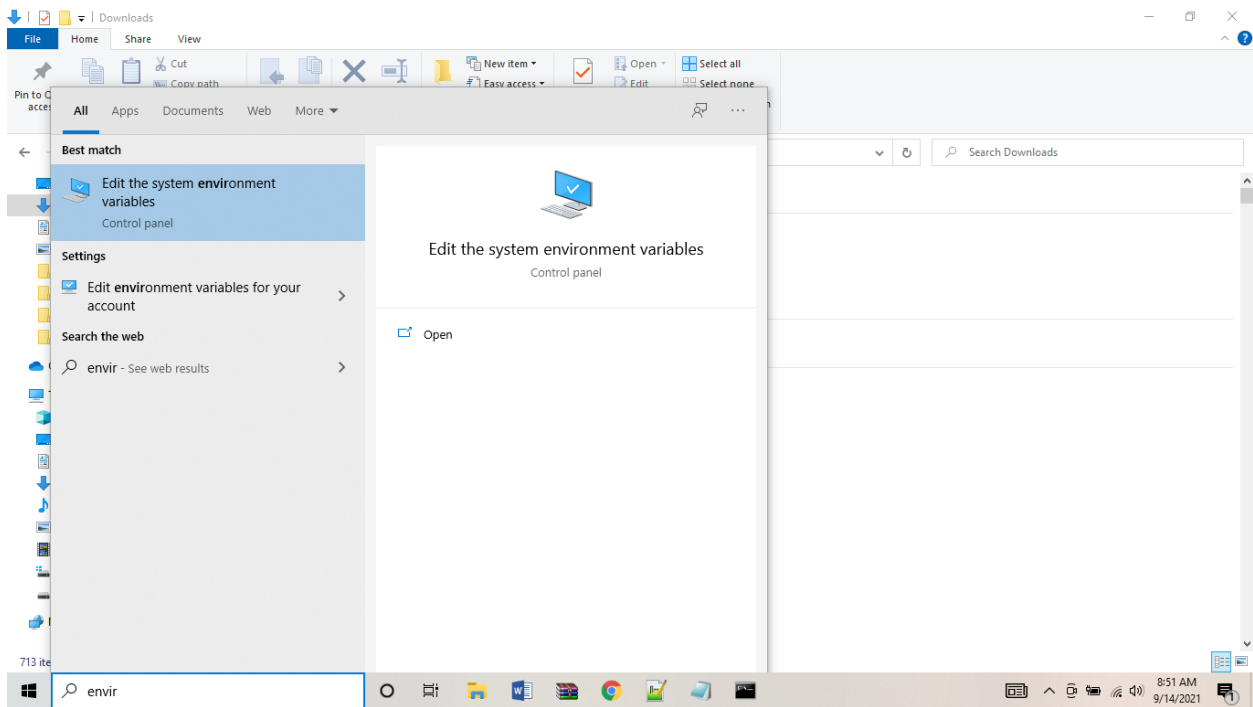 Downloads
File Home Share View
Cut
New item
Open
Select all
Copy path
Easy access
Edit
Select none
Pin to Q
acces
All Apps Documents Web More
Best match
Edit the system environment
variables
Control panel
Settings
Edit environment variables for your
account
Search the web
envir - See web results
Edit the system environment variables
Control panel
Open
Search Downloads
713 ite
envir
8:51 AM
9/14/2021
1